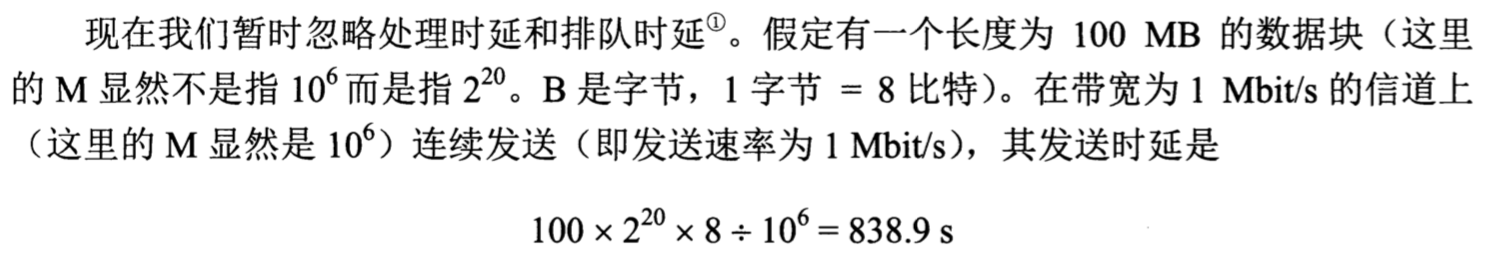 现在我们暂时忽略处理时延和排队时延①。假定有一个长度为 100 MB 的数据块（这里
的 M 显然不是指 10⁶ 而是指 2²⁰。B 是字节，1 字节 = 8 比特）。在带宽为 1 Mbit/s 的信道上
（这里的 M 显然是 10⁶）连续发送（即发送速率为 1 Mbit/s），其发送时延是
100 × 2²⁰ × 8 ÷ 10⁶ = 838.9 s